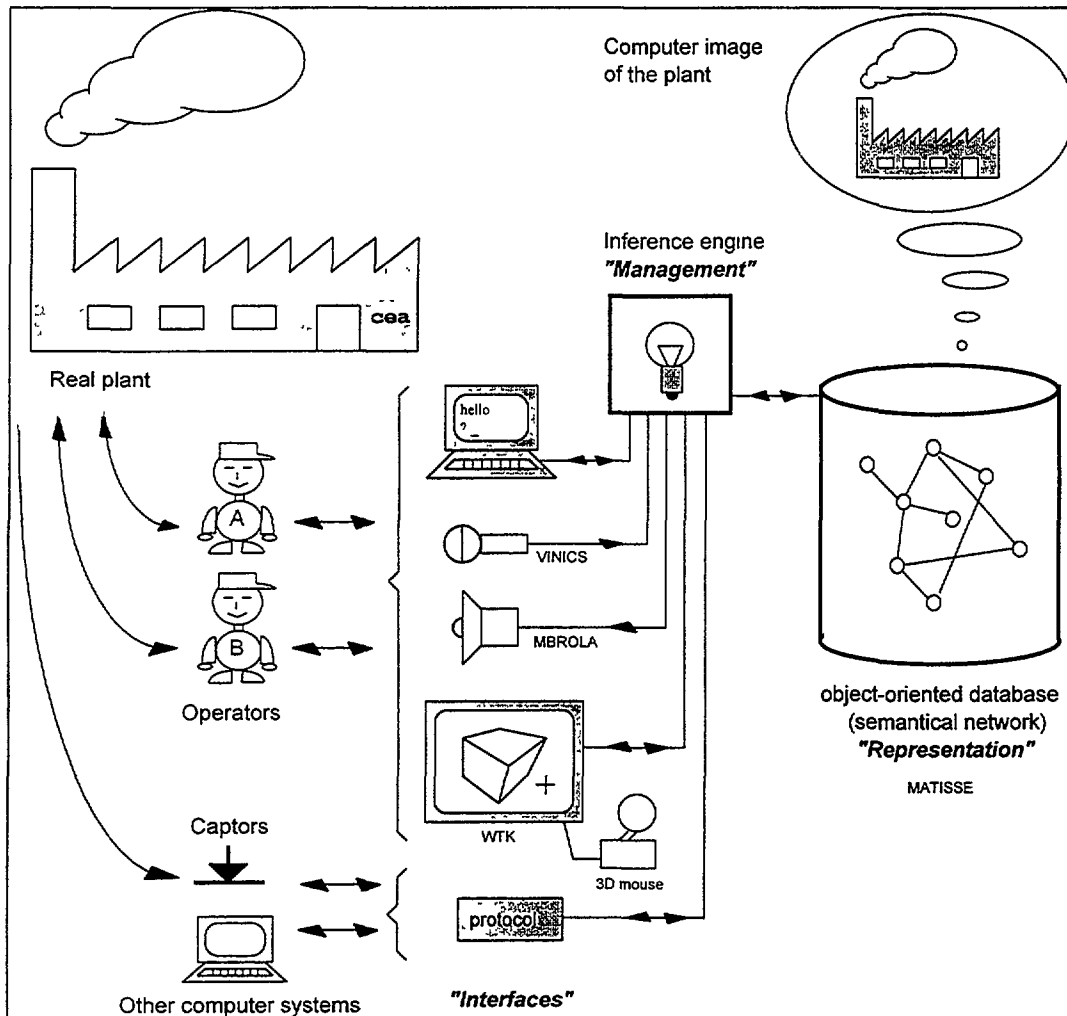 Computer image
of the plant
cea
Real plant
Inference engine
"Management"
hello
? _
A
VINICS
B
MBROLA
Operators
object-oriented database
(semantical network)
"Representation"
MATISSE
WTK
Captors
3D mouse
protocol
Other computer systems
"Interfaces"